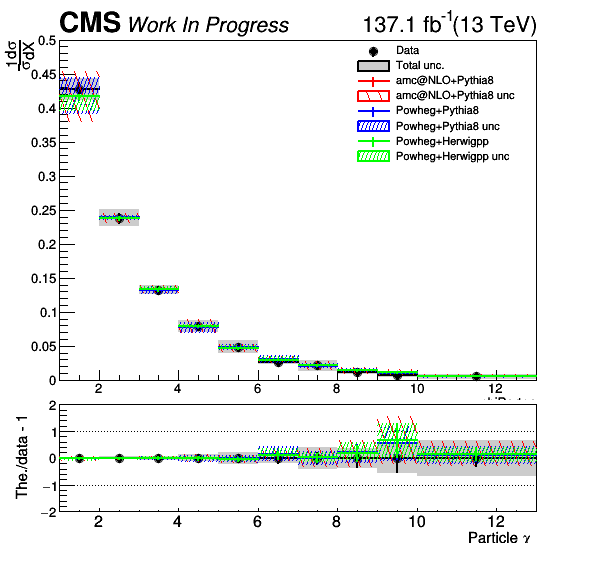 CMS Work In Progress 137.1 fb⁻¹(13 TeV)
1 dσ
σ dX
0.5
0.45
0.4
0.35
0.3
0.25
0.2
0.15
0.1
0.05
0
Data
Total unc.
amc@NLO+Pythia8
amc@NLO+Pythia8 unc
Powheg+Pythia8
Powheg+Pythia8 unc
Powheg+Herwigpp
Powheg+Herwigpp unc
2 4 6 8 10 12
The./data - 1
2
1
0
−1
−2
2 4 6 8 10 12
Particle γ